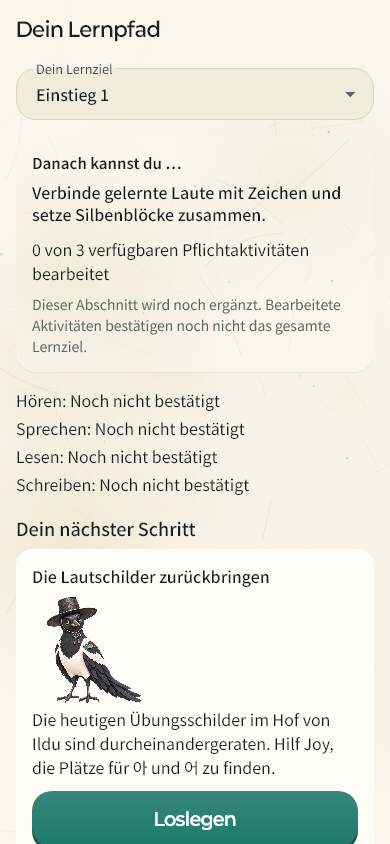 Dein Lernpfad
Dein Lernziel
Einstieg 1
Danach kannst du …
Verbinde gelernte Laute mit Zeichen und
setze Silbenblöcke zusammen.
0 von 3 verfügbaren Pflichtaktivitäten
bearbeitet
Dieser Abschnitt wird noch ergänzt. Bearbeitete
Aktivitäten bestätigen noch nicht das gesamte
Lernziel.
Hören: Noch nicht bestätigt
Sprechen: Noch nicht bestätigt
Lesen: Noch nicht bestätigt
Schreiben: Noch nicht bestätigt
Dein nächster Schritt
Die Lautschilder zurückbringen
Die heutigen Übungsschilder im Hof von
Ildu sind durcheinandergeraten. Hilf Joy,
die Plätze für 아 und 어 zu finden.
Loslegen